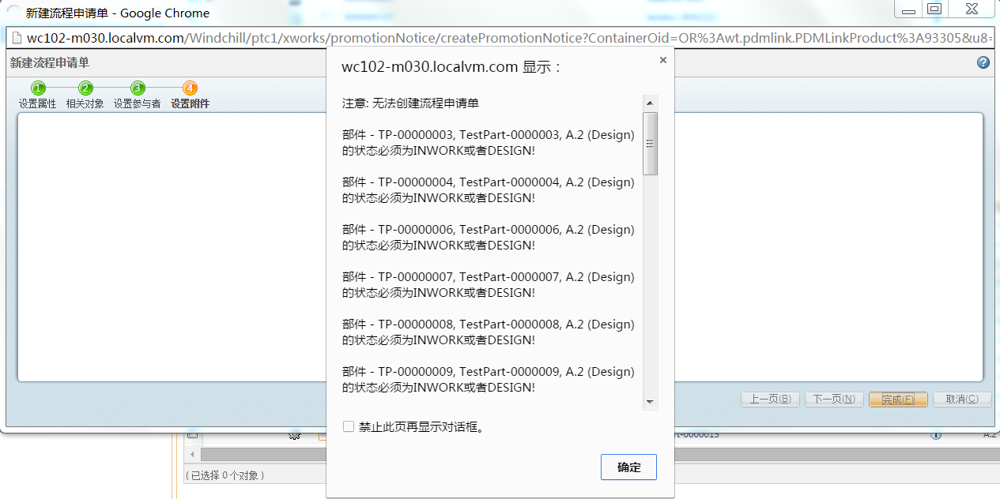 新建流程申请单 - Google Chrome
wc102-m030.localvm.com/Windchill/ptc1/xworks/promotionNotice/createPromotionNotice?ContainerOid=OR%3Awt.pdmlink.PDMLinkProduct%3A93305&u8=
新建流程申请单
1 2 3 4
设置属性 相关对象 设置参与者 设置附件
wc102-m030.localvm.com 显示：
注意: 无法创建流程申请单
部件 - TP-00000003, TestPart-0000003, A.2 (Design)
的状态必须为INWORK或者DESIGN!
部件 - TP-00000004, TestPart-0000004, A.2 (Design)
的状态必须为INWORK或者DESIGN!
部件 - TP-00000006, TestPart-0000006, A.2 (Design)
的状态必须为INWORK或者DESIGN!
部件 - TP-00000007, TestPart-0000007, A.2 (Design)
的状态必须为INWORK或者DESIGN!
部件 - TP-00000008, TestPart-0000008, A.2 (Design)
的状态必须为INWORK或者DESIGN!
部件 - TP-00000009, TestPart-0000009, A.2 (Design)
的状态必须为INWORK或者DESIGN!
上一页(B) 下一页(N) 完成(F) 取消(C)
禁止此页再显示对话框。
确定
t-0000013 A.2
(已选择 0 个对象 )